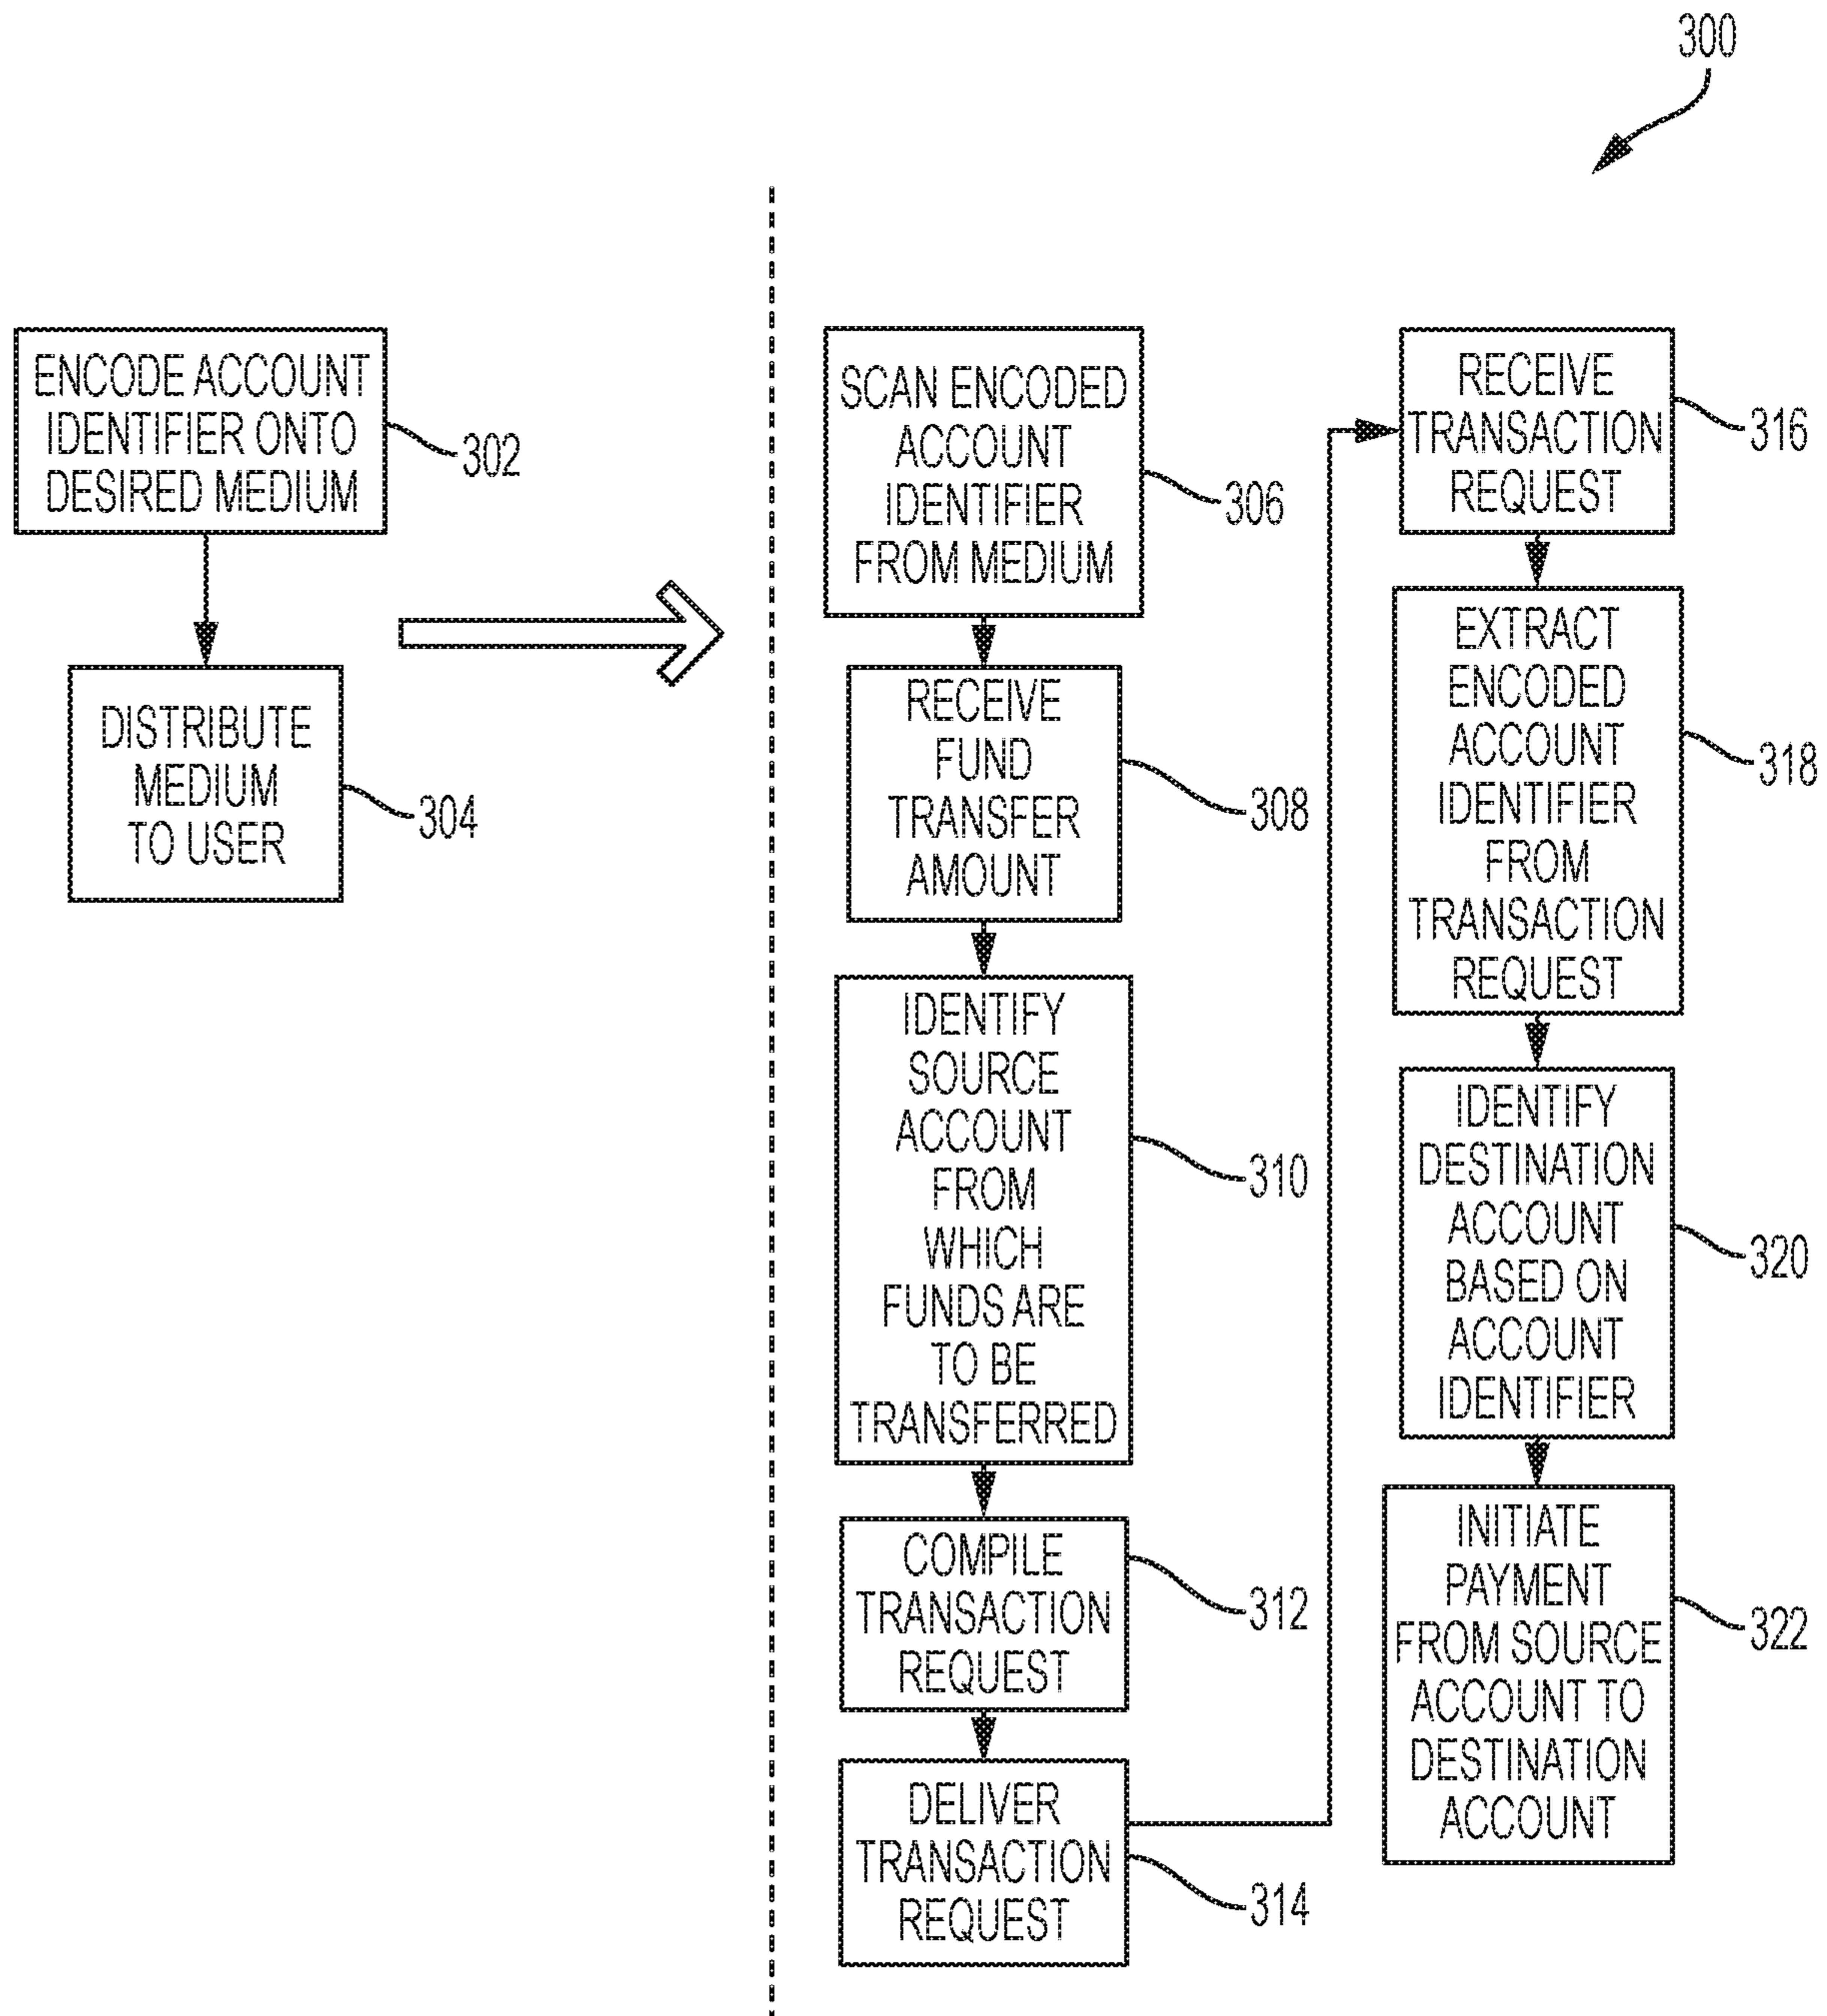 300
ENCODE ACCOUNT
IDENTIFIER ONTO
DESIRED MEDIUM
302
DISTRIBUTE
MEDIUM
TO USER
304
SCAN ENCODED
ACCOUNT
IDENTIFIER
FROM MEDIUM
306
RECEIVE
FUND
TRANSFER
AMOUNT
308
IDENTIFY
SOURCE
ACCOUNT
FROM
WHICH
FUNDS ARE
TO BE
TRANSFERRED
310
COMPILE
TRANSACTION
REQUEST
312
DELIVER
TRANSACTION
REQUEST
314
RECEIVE
TRANSACTION
REQUEST
316
EXTRACT
ENCODED
ACCOUNT
IDENTIFIER
FROM
TRANSACTION
REQUEST
318
IDENTIFY
DESTINATION
ACCOUNT
BASED ON
ACCOUNT
IDENTIFIER
320
INITIATE
PAYMENT
FROM SOURCE
ACCOUNT TO
DESTINATION
ACCOUNT
322